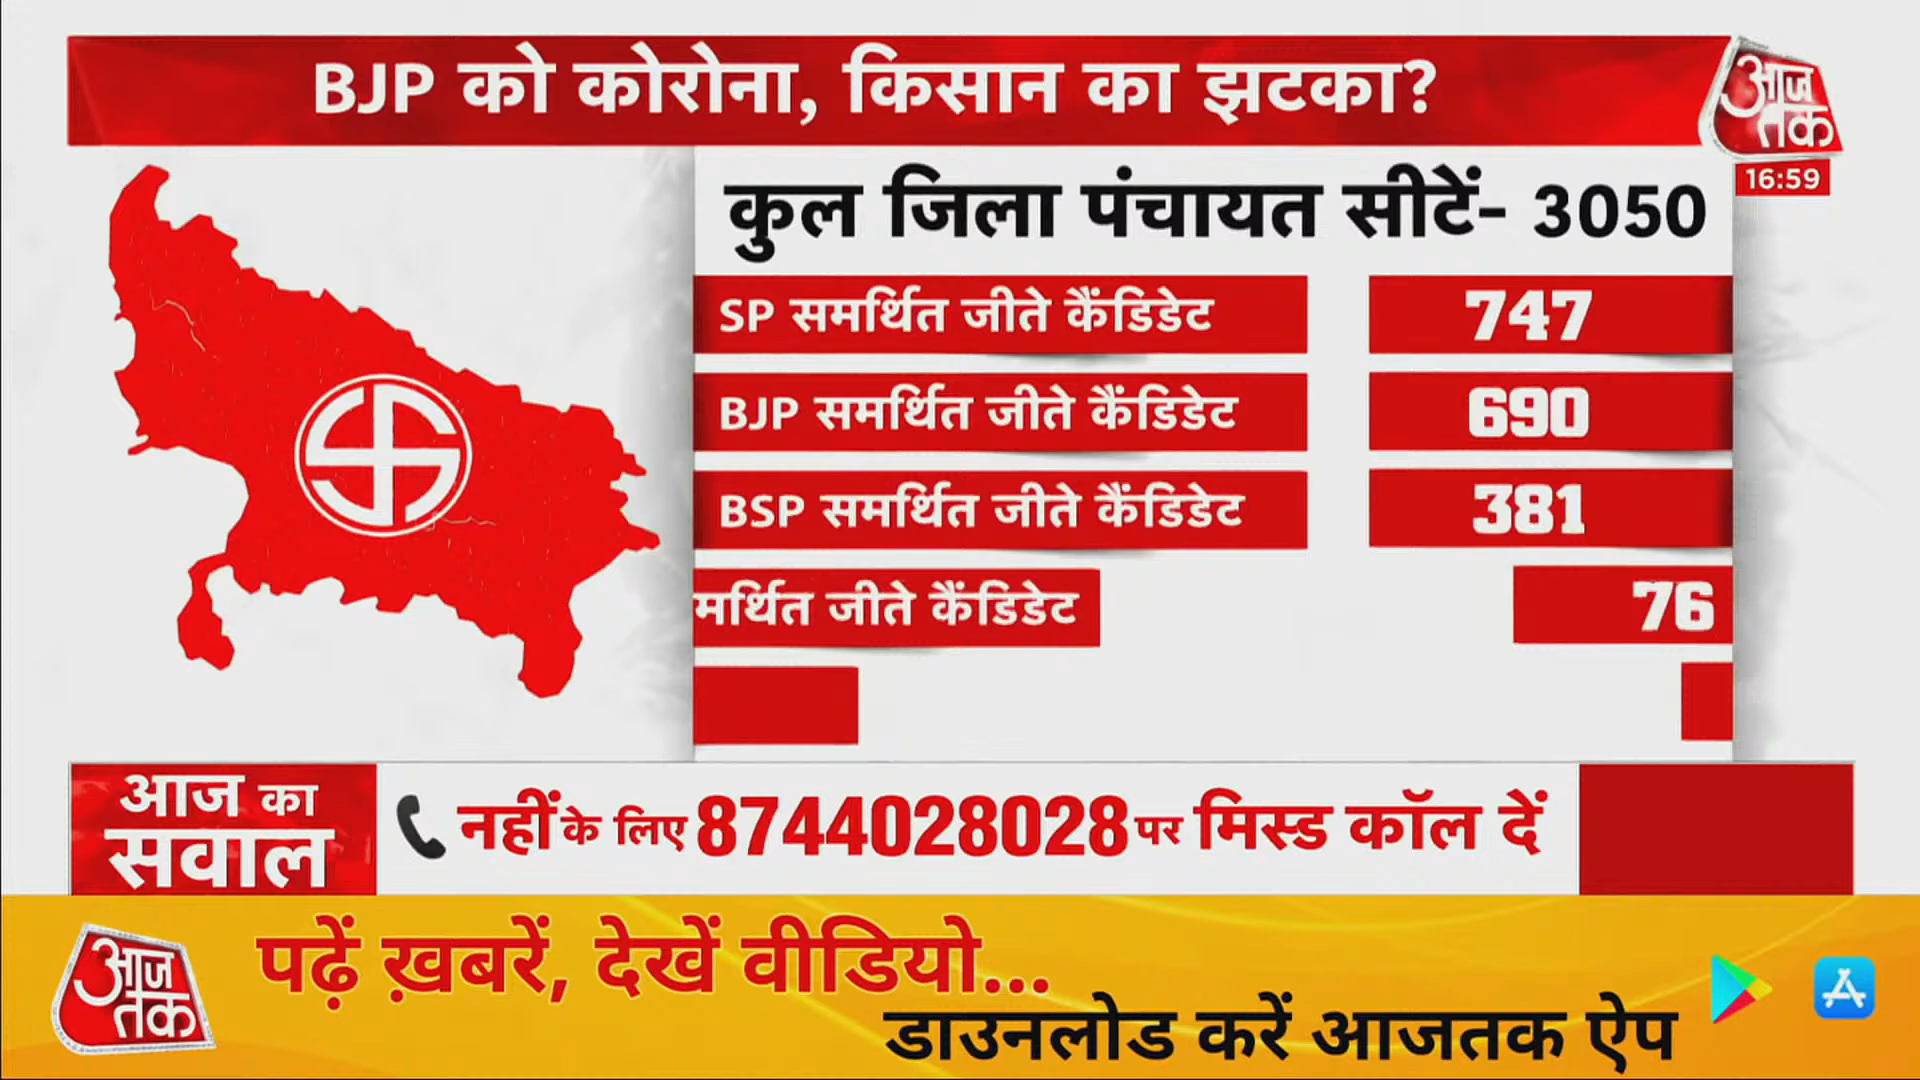 BJP को कोरोना, किसान का झटका?
आज
तक
16:59
कुल जिला पंचायत सीटें- 3050
SP समर्थित जीते कैंडिडेट 747
BJP समर्थित जीते कैंडिडेट 690
BSP समर्थित जीते कैंडिडेट 381
मर्थित जीते कैंडिडेट 76
आज का
सवाल
नहीं के लिए 8744028028 पर मिस्ड कॉल दें
आज
तक
पढ़ें ख़बरें, देखें वीडियो...
डाउनलोड करें आजतक ऐप